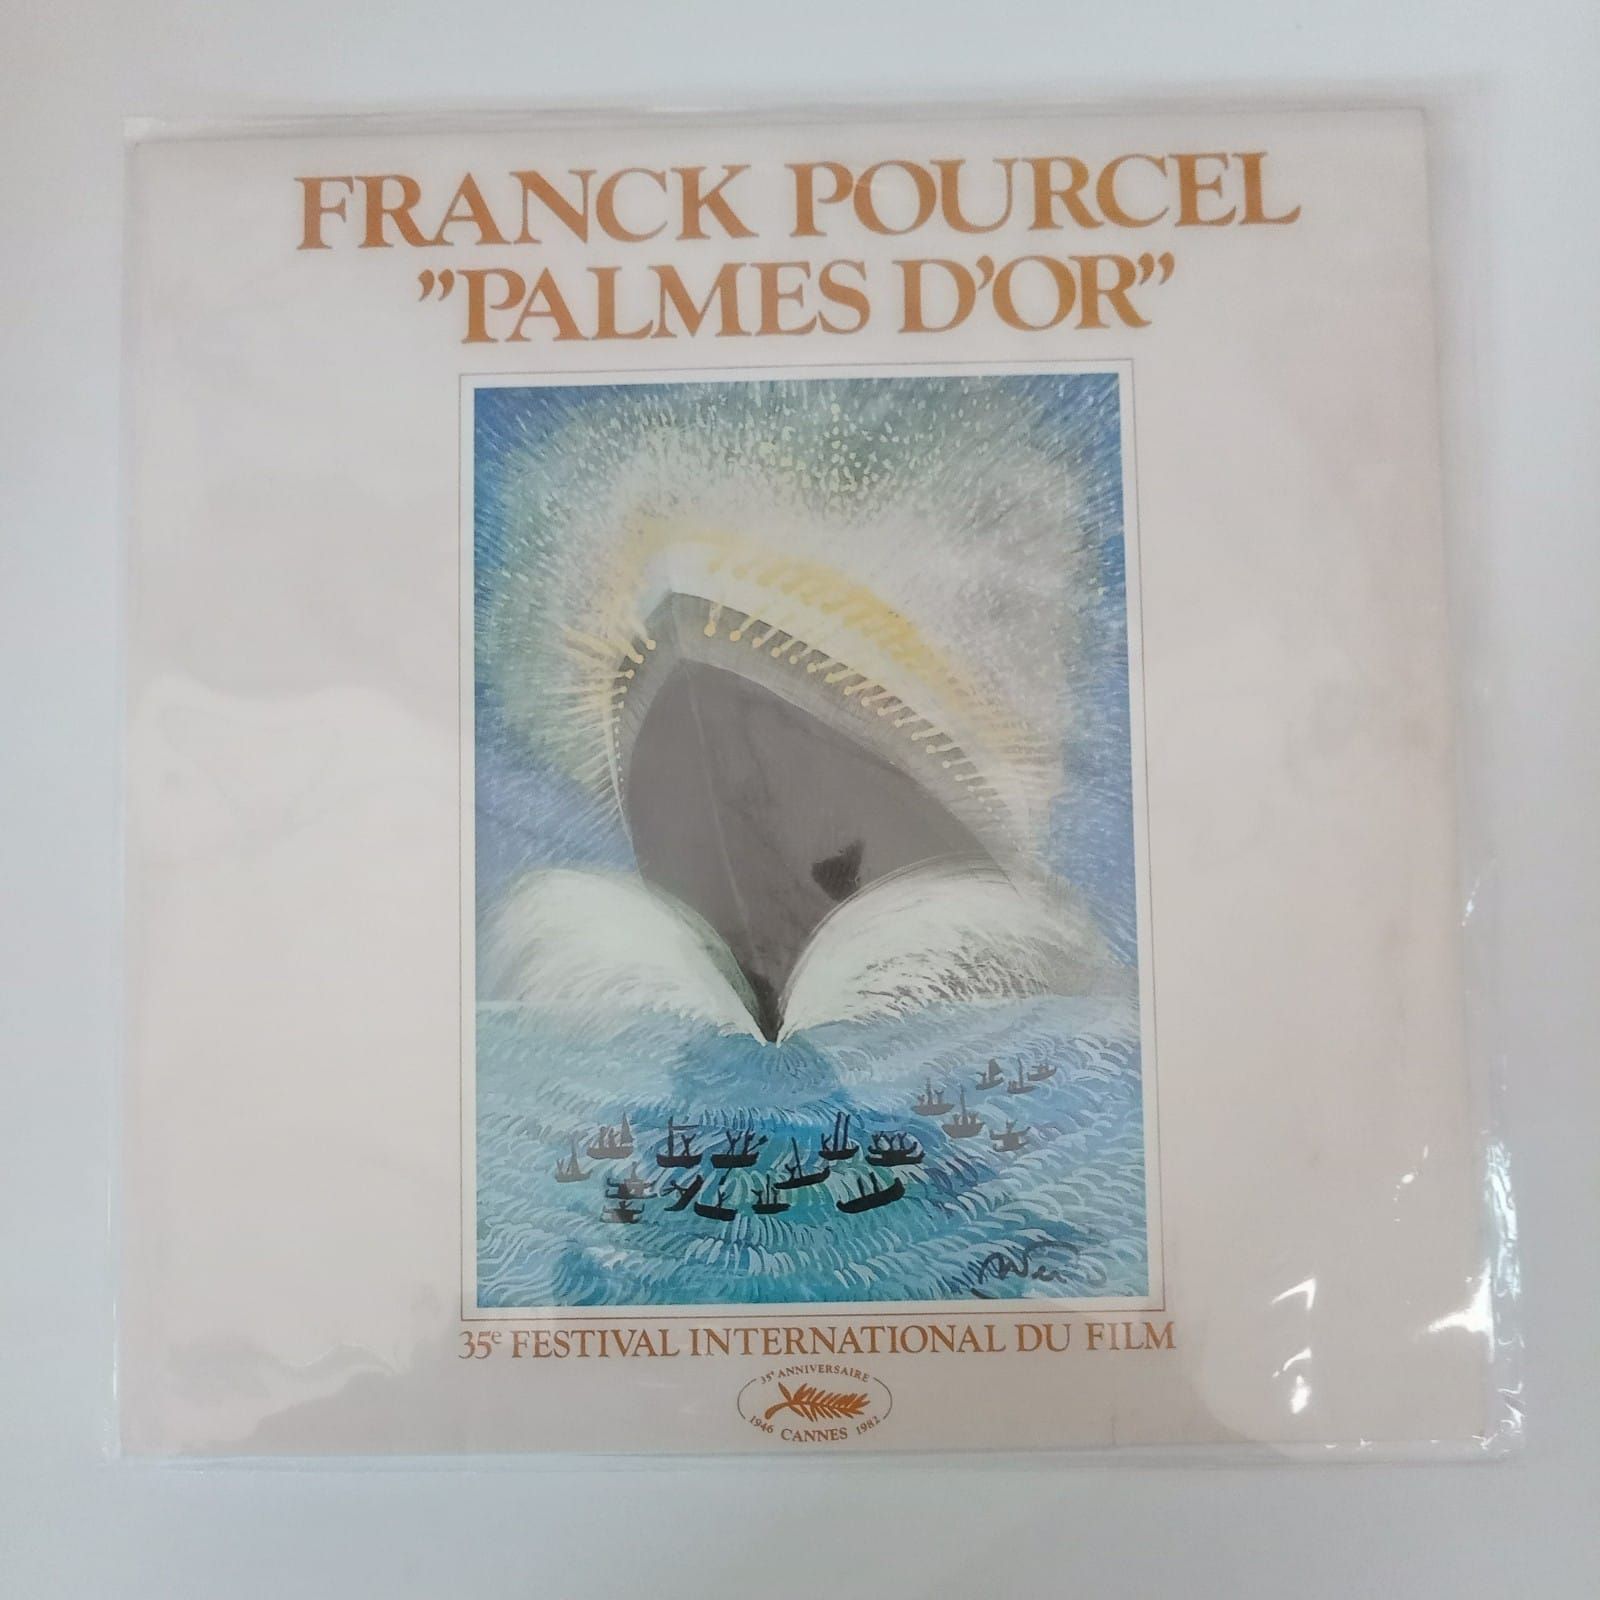 FRANCK POURCEL
"PALMES D'OR"
35e FESTIVAL INTERNATIONAL DU FILM
35e ANNIVERSAIRE
1946 CANNES 1982